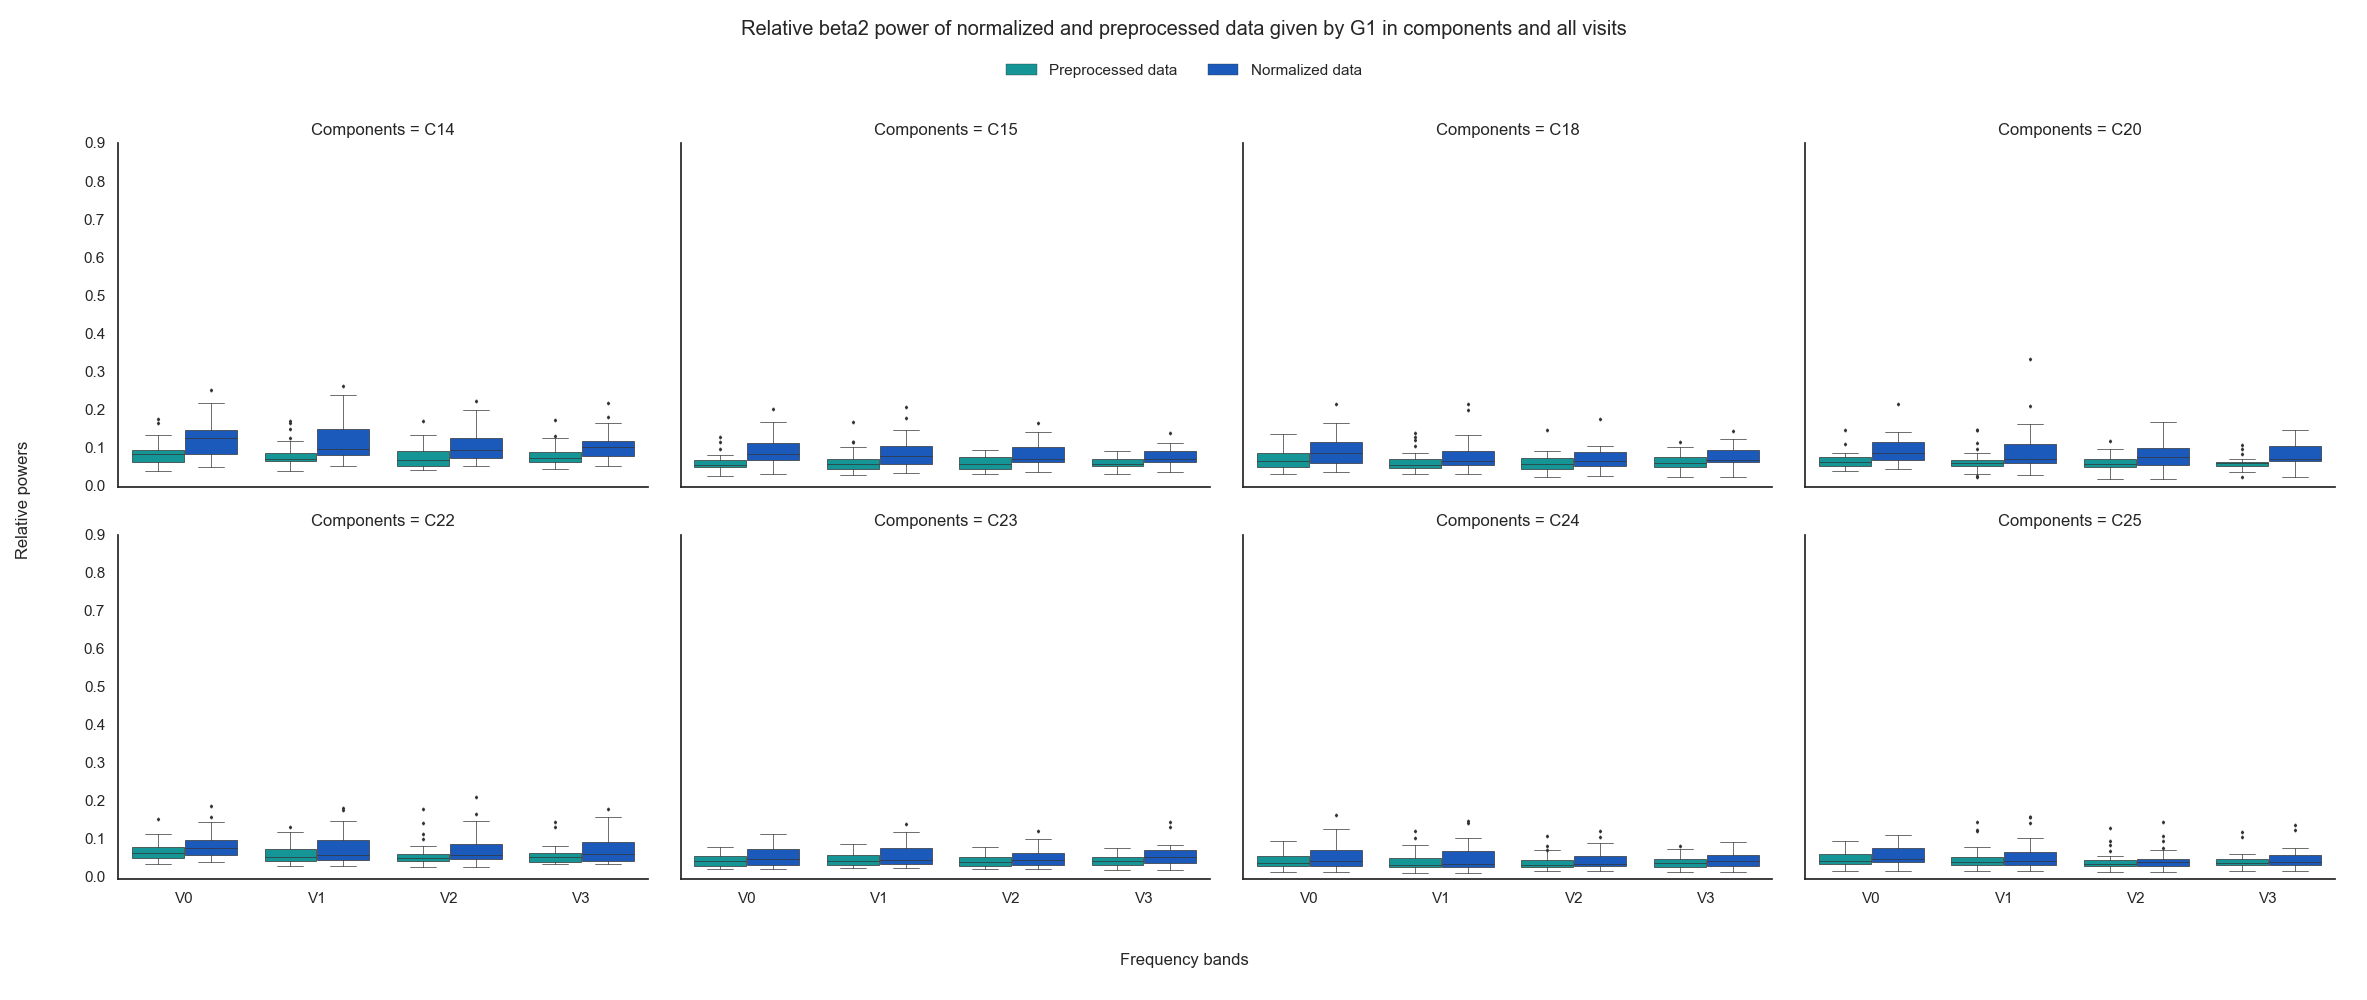 Relative beta2 power of normalized and preprocessed data given by G1 in components and all visits
Preprocessed data Normalized data
Components = C14 Components = C15 Components = C18 Components = C20
0.9
0.8
0.7
0.6
0.5
0.4
0.3
0.2
0.1
0.0
Relative powers
Components = C22 Components = C23 Components = C24 Components = C25
0.9
0.8
0.7
0.6
0.5
0.4
0.3
0.2
0.1
0.0
V0 V1 V2 V3 V0 V1 V2 V3 V0 V1 V2 V3 V0 V1 V2 V3
Frequency bands